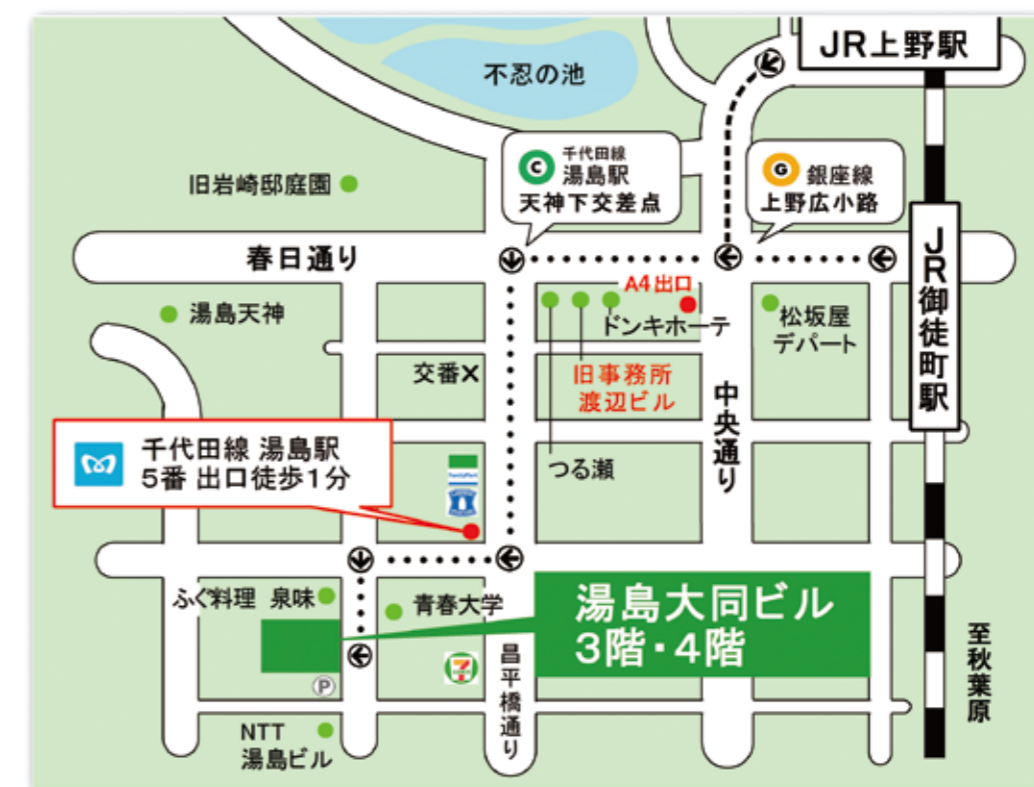 JR上野駅
不忍の池
C
千代田線
湯島駅
天神下交差点
G
銀座線
上野広小路
旧岩崎邸庭園
春日通り
JR御徒町駅
A4出口
湯島天神
ドンキホーテ
松坂屋
デパート
交番X
旧事務所
渡辺ビル
中央通り
千代田線 湯島駅
5番 出口徒歩1分
つる瀬
FamilyMart
ふぐ料理 泉味
青春大学
湯島大同ビル
3階・4階
昌平橋通り
至秋葉原
7
P
NTT
湯島ビル